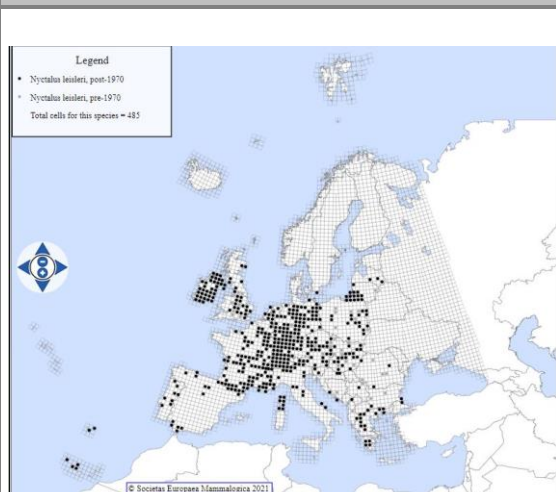 Legend
Nyctalus leisleri, post-1970
Nyctalus leisleri, pre-1970
Total cells for this species = 485
© Societas Europaea Mammalogica 2021